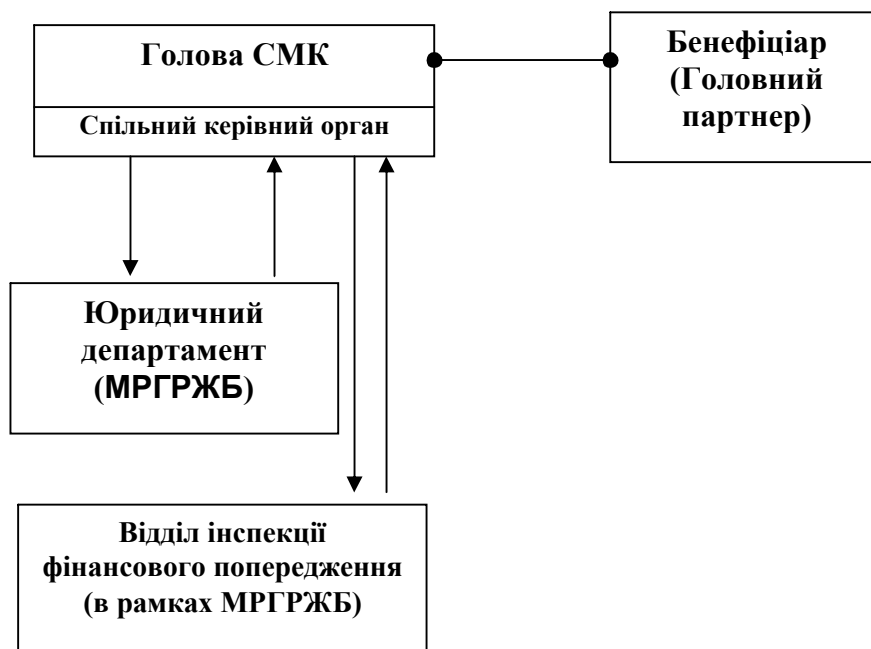 Голова СМК
Спільний керівний орган
Бенефіціар
(Головний
партнер)
Юридичний
департамент
(МРГРЖБ)
Відділ інспекції
фінансового попередження
(в рамках МРГРЖБ)